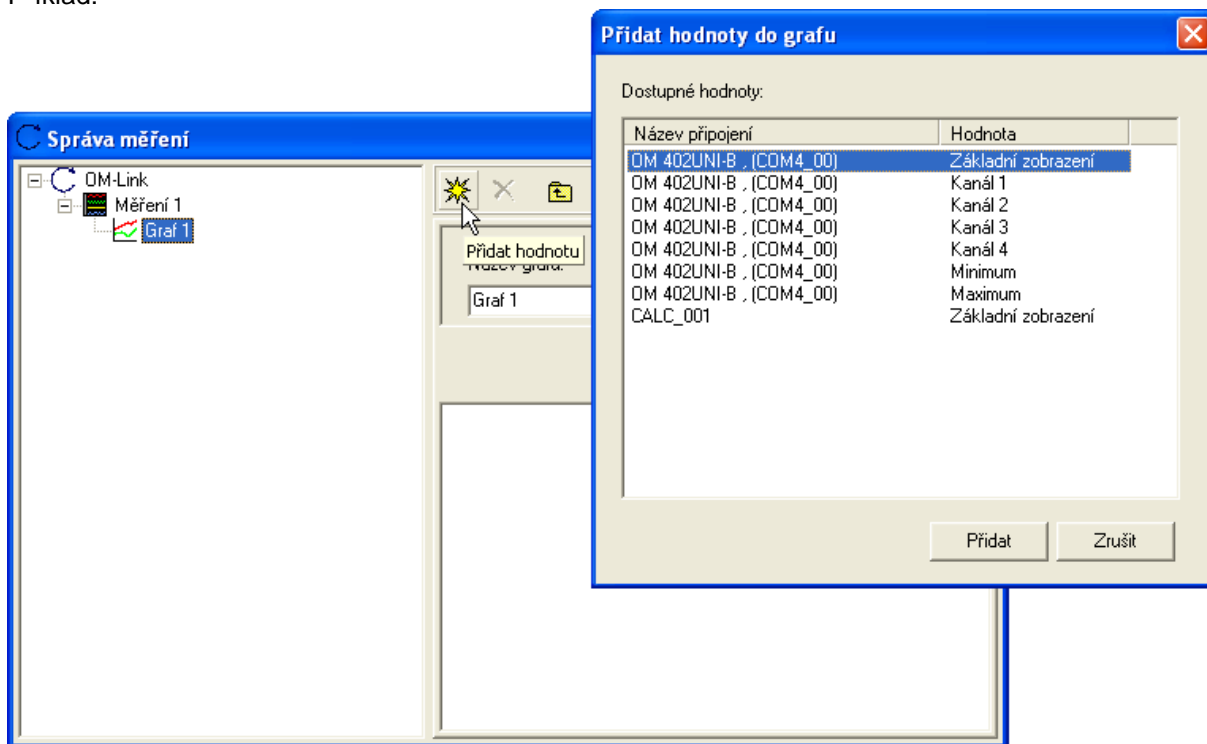 Přidat hodnoty do grafu
Dostupné hodnoty:
Název připojení Hodnota
OM 402UNI-B , (COM4_00) Základní zobrazení
OM 402UNI-B , (COM4_00) Kanál 1
OM 402UNI-B , (COM4_00) Kanál 2
OM 402UNI-B , (COM4_00) Kanál 3
OM 402UNI-B , (COM4_00) Kanál 4
OM 402UNI-B , (COM4_00) Minimum
OM 402UNI-B , (COM4_00) Maximum
CALC_001 Základní zobrazení
Přidat Zrušit
Správa měření
OM-Link
Měření 1
Graf 1
Přidat hodnotu
Název grafu:
Graf 1